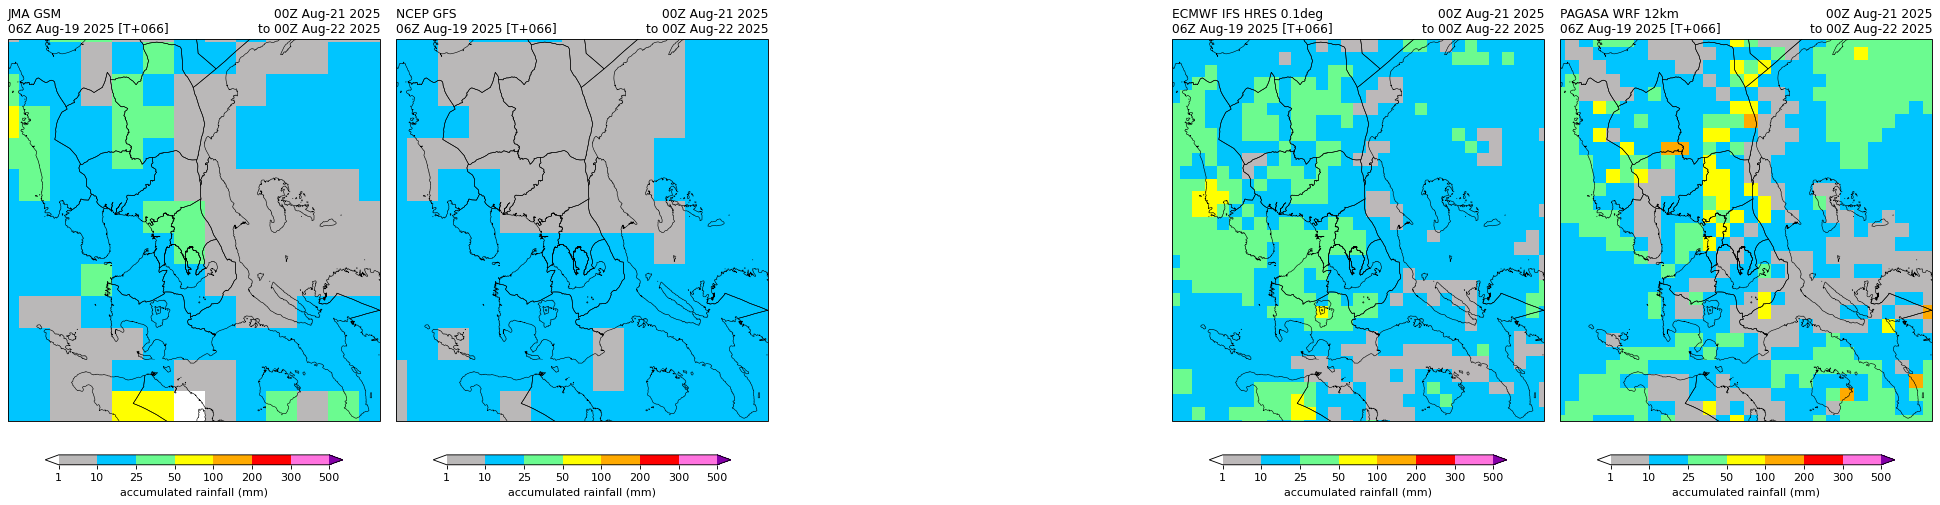 JMA GSM 00Z Aug-21 2025
06Z Aug-19 2025 [T+066] to 00Z Aug-22 2025
NCEP GFS 00Z Aug-21 2025
06Z Aug-19 2025 [T+066] to 00Z Aug-22 2025
ECMWF IFS HRES 0.1deg 00Z Aug-21 2025
06Z Aug-19 2025 [T+066] to 00Z Aug-22 2025
PAGASA WRF 12km 00Z Aug-21 2025
06Z Aug-19 2025 [T+066] to 00Z Aug-22 2025
1 10 25 50 100 200 300 500
accumulated rainfall (mm)
1 10 25 50 100 200 300 500
accumulated rainfall (mm)
1 10 25 50 100 200 300 500
accumulated rainfall (mm)
1 10 25 50 100 200 300 500
accumulated rainfall (mm)